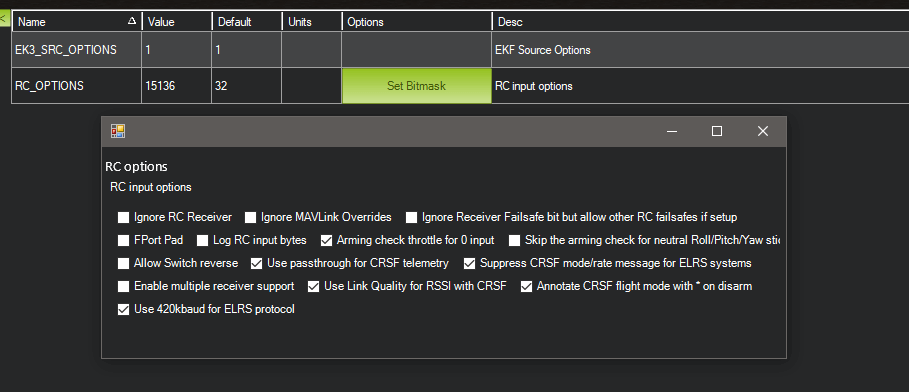 Name Value Default Units Options Desc
EK3_SRC_OPTIONS 1 1 EKF Source Options
RC_OPTIONS 15136 32 Set Bitmask RC input options
RC options
RC input options
Ignore RC Receiver Ignore MAVLink Overrides Ignore Receiver Failsafe bit but allow other RC failsafes if setup
FPort Pad Log RC input bytes Arming check throttle for 0 input Skip the arming check for neutral Roll/Pitch/Yaw stic
Allow Switch reverse Use passthrough for CRSF telemetry Suppress CRSF mode/rate message for ELRS systems
Enable multiple receiver support Use Link Quality for RSSI with CRSF Annotate CRSF flight mode with * on disarm
Use 420kbaud for ELRS protocol